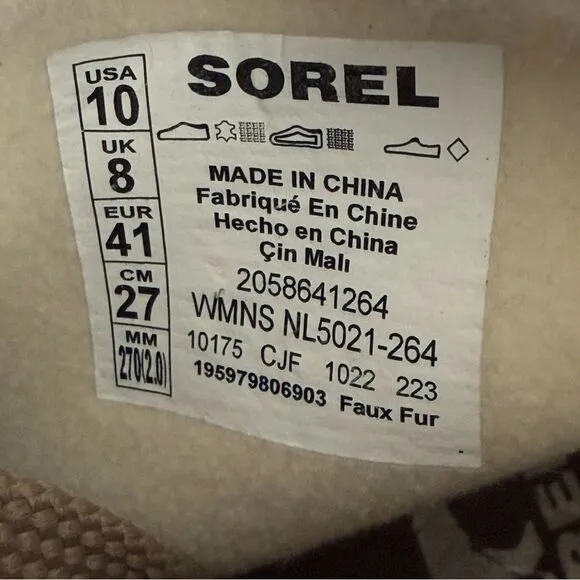 SOREL
USA
10
UK
8
EUR
41
CM
27
MM
270(2.0)
MADE IN CHINA
Fabriqué En Chine
Hecho en China
Çin Malı
2058641264
WMNS NL5021-264
10175 CJF 1022 223
195979806903 Faux Fur